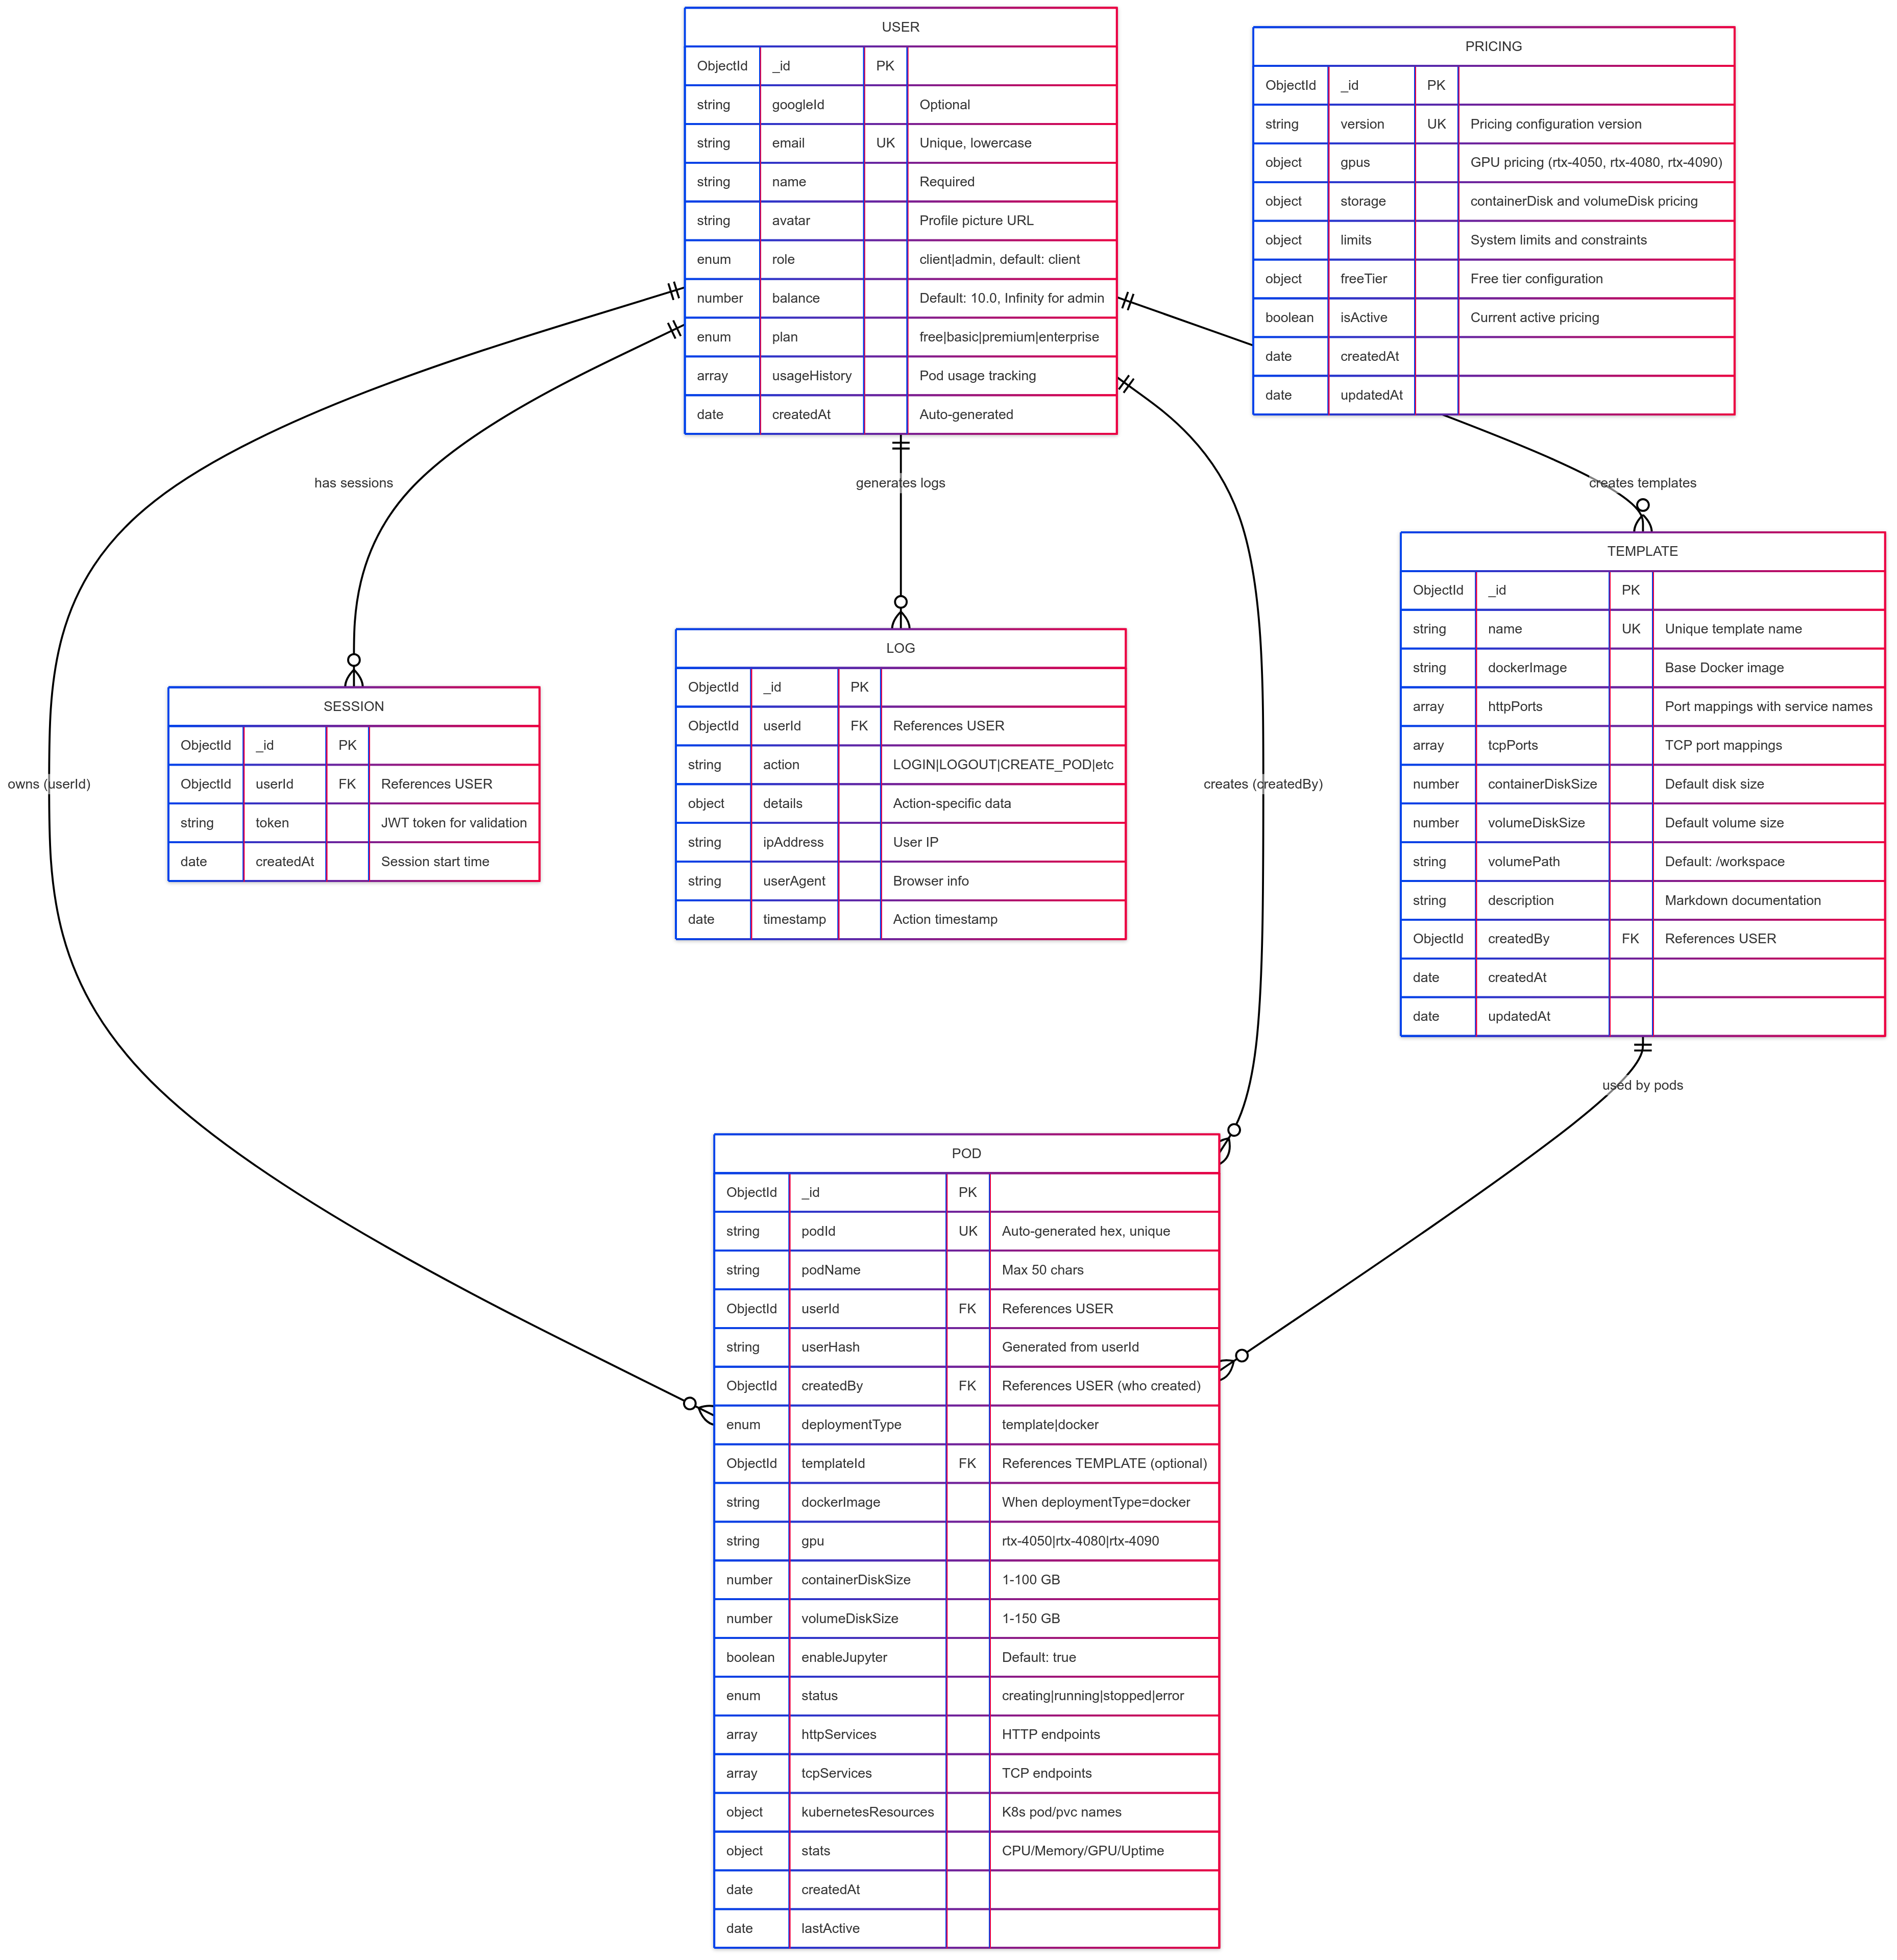 USER
ObjectId _id PK
string googleId Optional
string email UK Unique, lowercase
string name Required
string avatar Profile picture URL
enum role client|admin, default: client
number balance Default: 10.0, Infinity for admin
enum plan free|basic|premium|enterprise
array usageHistory Pod usage tracking
date createdAt Auto-generated
PRICING
ObjectId _id PK
string version UK Pricing configuration version
object gpus GPU pricing (rtx-4050, rtx-4080, rtx-4090)
object storage containerDisk and volumeDisk pricing
object limits System limits and constraints
object freeTier Free tier configuration
boolean isActive Current active pricing
date createdAt
date updatedAt
has sessions
generates logs
creates templates
SESSION
ObjectId _id PK
ObjectId userId FK References USER
string token JWT token for validation
date createdAt Session start time
LOG
ObjectId _id PK
ObjectId userId FK References USER
string action LOGIN|LOGOUT|CREATE_POD|etc
object details Action-specific data
string ipAddress User IP
string userAgent Browser info
date timestamp Action timestamp
TEMPLATE
ObjectId _id PK
string name UK Unique template name
string dockerImage Base Docker image
array httpPorts Port mappings with service names
array tcpPorts TCP port mappings
number containerDiskSize Default disk size
number volumeDiskSize Default volume size
string volumePath Default: /workspace
string description Markdown documentation
ObjectId createdBy FK References USER
date createdAt
date updatedAt
owns (userId)
creates (createdBy)
used by pods
POD
ObjectId _id PK
string podId UK Auto-generated hex, unique
string podName Max 50 chars
ObjectId userId FK References USER
string userHash Generated from userId
ObjectId createdBy FK References USER (who created)
enum deploymentType template|docker
ObjectId templateId FK References TEMPLATE (optional)
string dockerImage When deploymentType=docker
string gpu rtx-4050|rtx-4080|rtx-4090
number containerDiskSize 1-100 GB
number volumeDiskSize 1-150 GB
boolean enableJupyter Default: true
enum status creating|running|stopped|error
array httpServices HTTP endpoints
array tcpServices TCP endpoints
object kubernetesResources K8s pod/pvc names
object stats CPU/Memory/GPU/Uptime
date createdAt
date lastActive